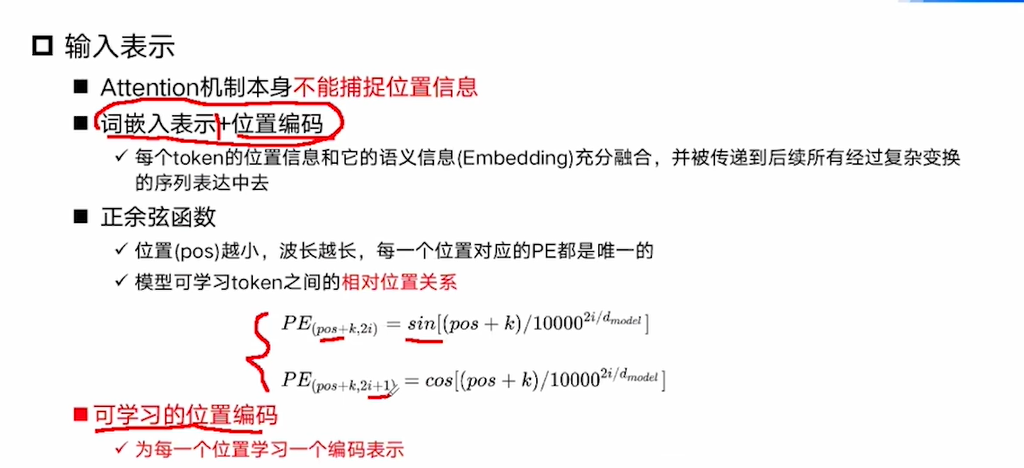 输入表示
Attention机制本身不能捕捉位置信息
词嵌入表示+位置编码
每个token的位置信息和它的语义信息(Embedding)充分融合，并被传递到后续所有经过复杂变换
的序列表达中去
正余弦函数
位置(pos)越小，波长越长，每一个位置对应的PE都是唯一的
模型可学习token之间的相对位置关系
PE(pos+k,2i) = sin[(pos + k)/10000^{2i/d_{model}}]
PE(pos+k,2i+1) = cos[(pos + k)/10000^{2i/d_{model}}]
可学习的位置编码
为每一个位置学习一个编码表示